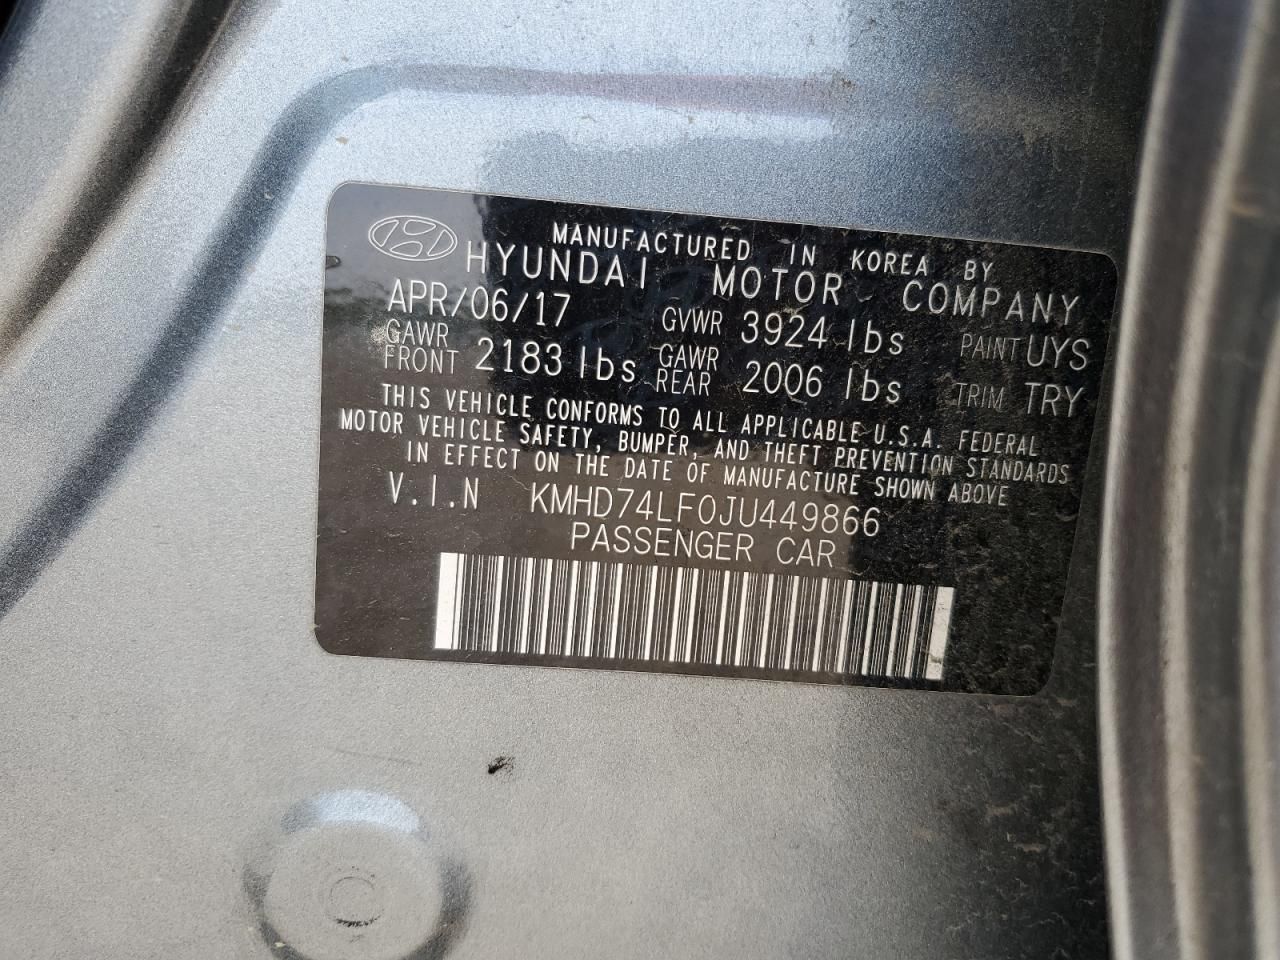 MANUFACTURED IN KOREA BY
HYUNDAI MOTOR COMPANY
APR/06/17 GVWR 3924 lbs PAINT UYS
GAWR FRONT 2183 lbs GAWR REAR 2006 lbs TRIM TRY
THIS VEHICLE CONFORMS TO ALL APPLICABLE U.S.A. FEDERAL
MOTOR VEHICLE SAFETY, BUMPER, AND THEFT PREVENTION STANDARDS
IN EFFECT ON THE DATE OF MANUFACTURE SHOWN ABOVE
V.I.N KMHD74LF0JU449866
PASSENGER CAR